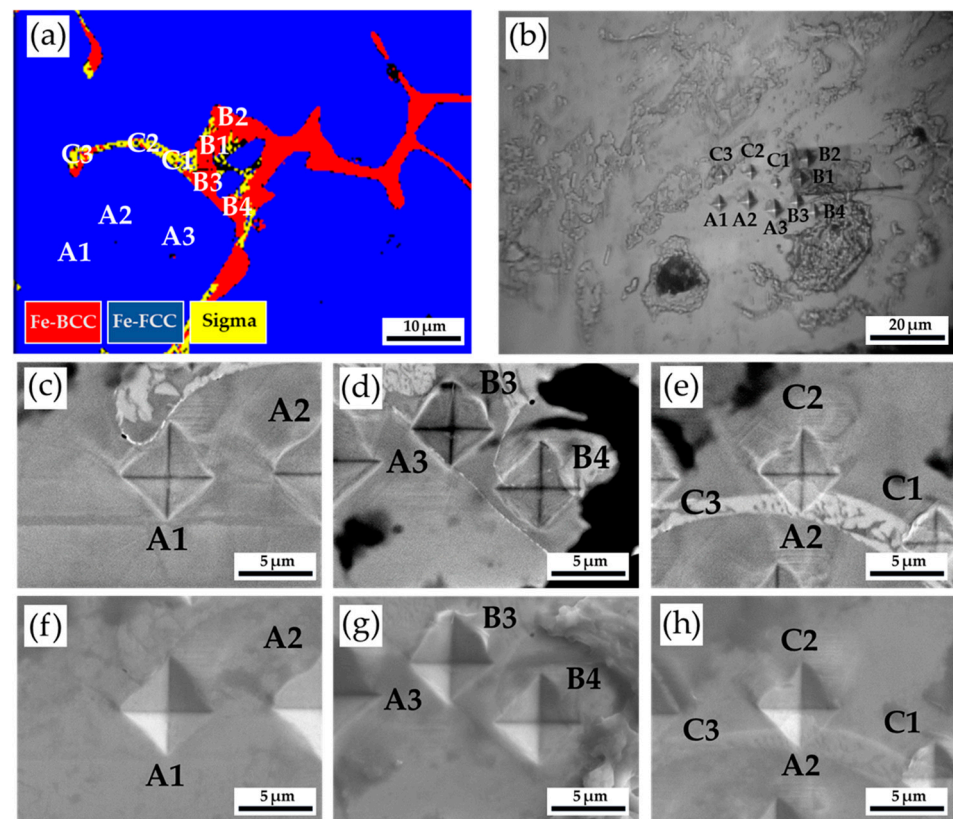 (a)
B2
C2
B1
C3
C1
B3
B4
A2
A3
A1
Fe-BCC Fe-FCC Sigma
10 μm
(b)
C3 C2 C1 B2
B1
A1 A2 A3 B3 B4
20 μm
(c)
A2
A1
5 μm
(d)
B3
A3
B4
5 μm
(e)
C2
C3
C1
A2
5 μm
(f)
A2
A1
5 μm
(g)
B3
A3
B4
5 μm
(h)
C2
C3
C1
A2
5 μm